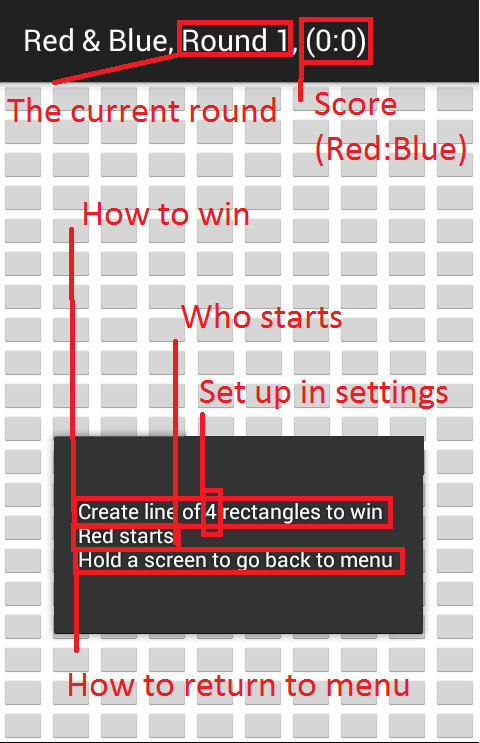 Red & Blue, Round 1, (0:0)
The current round
Score
(Red:Blue)
How to win
Who starts
Set up in settings
Create line of 4 rectangles to win
Red starts
Hold a screen to go back to menu
How to return to menu